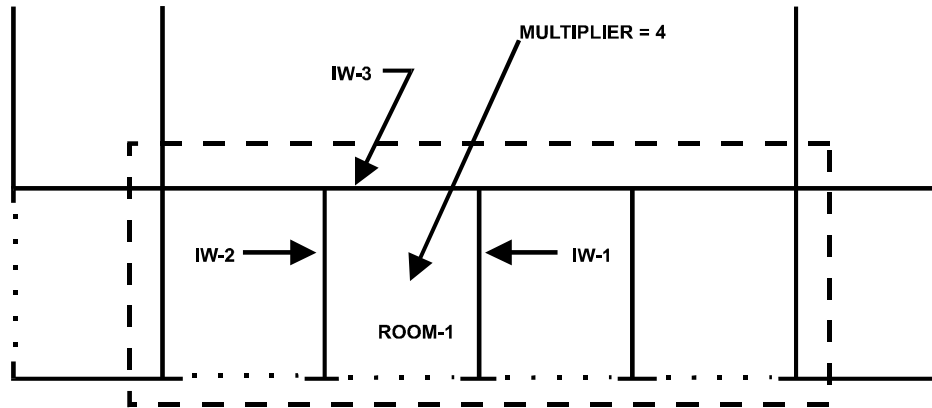 MULTIPLIER = 4
IW-3
IW-2
IW-1
ROOM-1